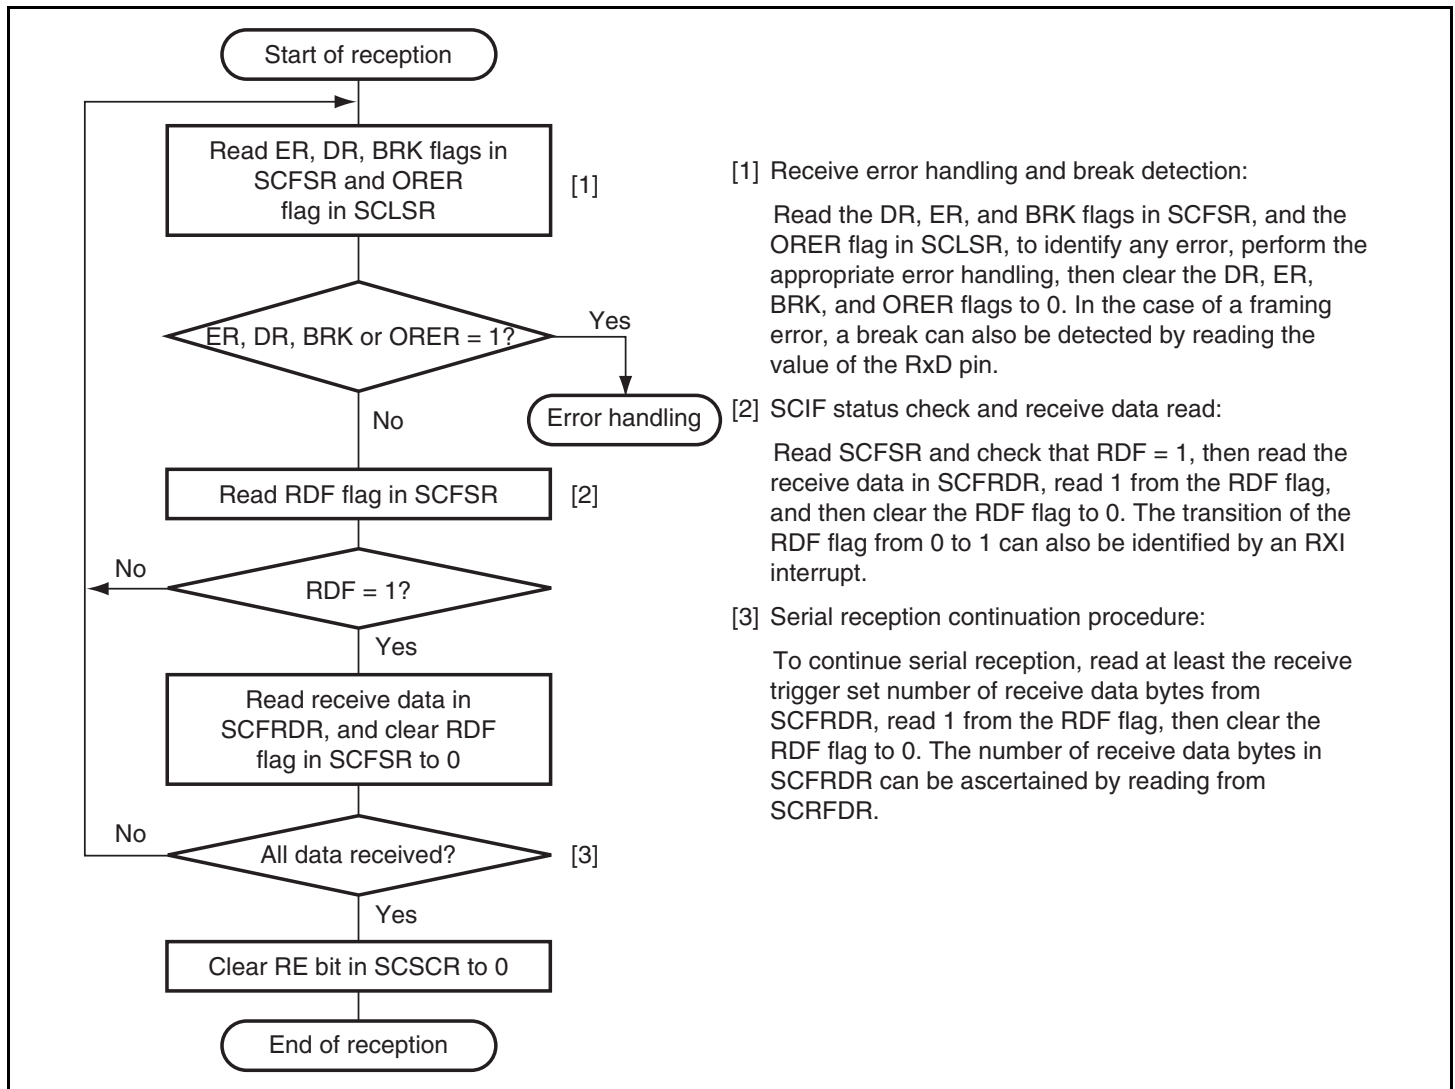 Start of reception
Read ER, DR, BRK flags in
SCFSR and ORER
flag in SCLSR
[1]
ER, DR, BRK or ORER = 1?
Yes
No
Error handling
Read RDF flag in SCFSR
[2]
RDF = 1?
No
Yes
Read receive data in
SCFRDR, and clear RDF
flag in SCFSR to 0
All data received?
[3]
No
Yes
Clear RE bit in SCSCR to 0
End of reception
[1] Receive error handling and break detection:
Read the DR, ER, and BRK flags in SCFSR, and the
ORER flag in SCLSR, to identify any error, perform the
appropriate error handling, then clear the DR, ER,
BRK, and ORER flags to 0. In the case of a framing
error, a break can also be detected by reading the
value of the RxD pin.
[2] SCIF status check and receive data read:
Read SCFSR and check that RDF = 1, then read the
receive data in SCFRDR, read 1 from the RDF flag,
and then clear the RDF flag to 0. The transition of the
RDF flag from 0 to 1 can also be identified by an RXI
interrupt.
[3] Serial reception continuation procedure:
To continue serial reception, read at least the receive
trigger set number of receive data bytes from
SCFRDR, read 1 from the RDF flag, then clear the
RDF flag to 0. The number of receive data bytes in
SCFRDR can be ascertained by reading from
SCRFDR.